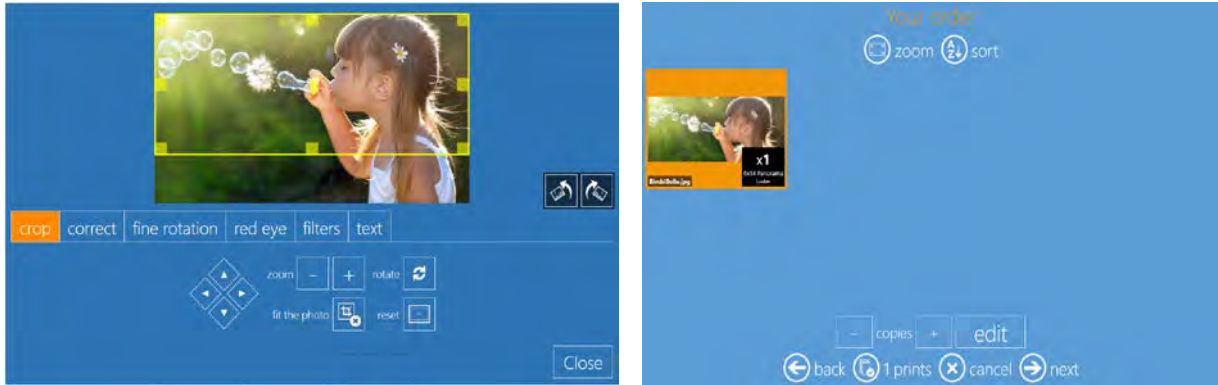 crop correct fine rotation red eye filters text
zoom - + rotate
fit the photo reset
Close
Your order
zoom sort
x1
- copies + edit
back 1 prints cancel next